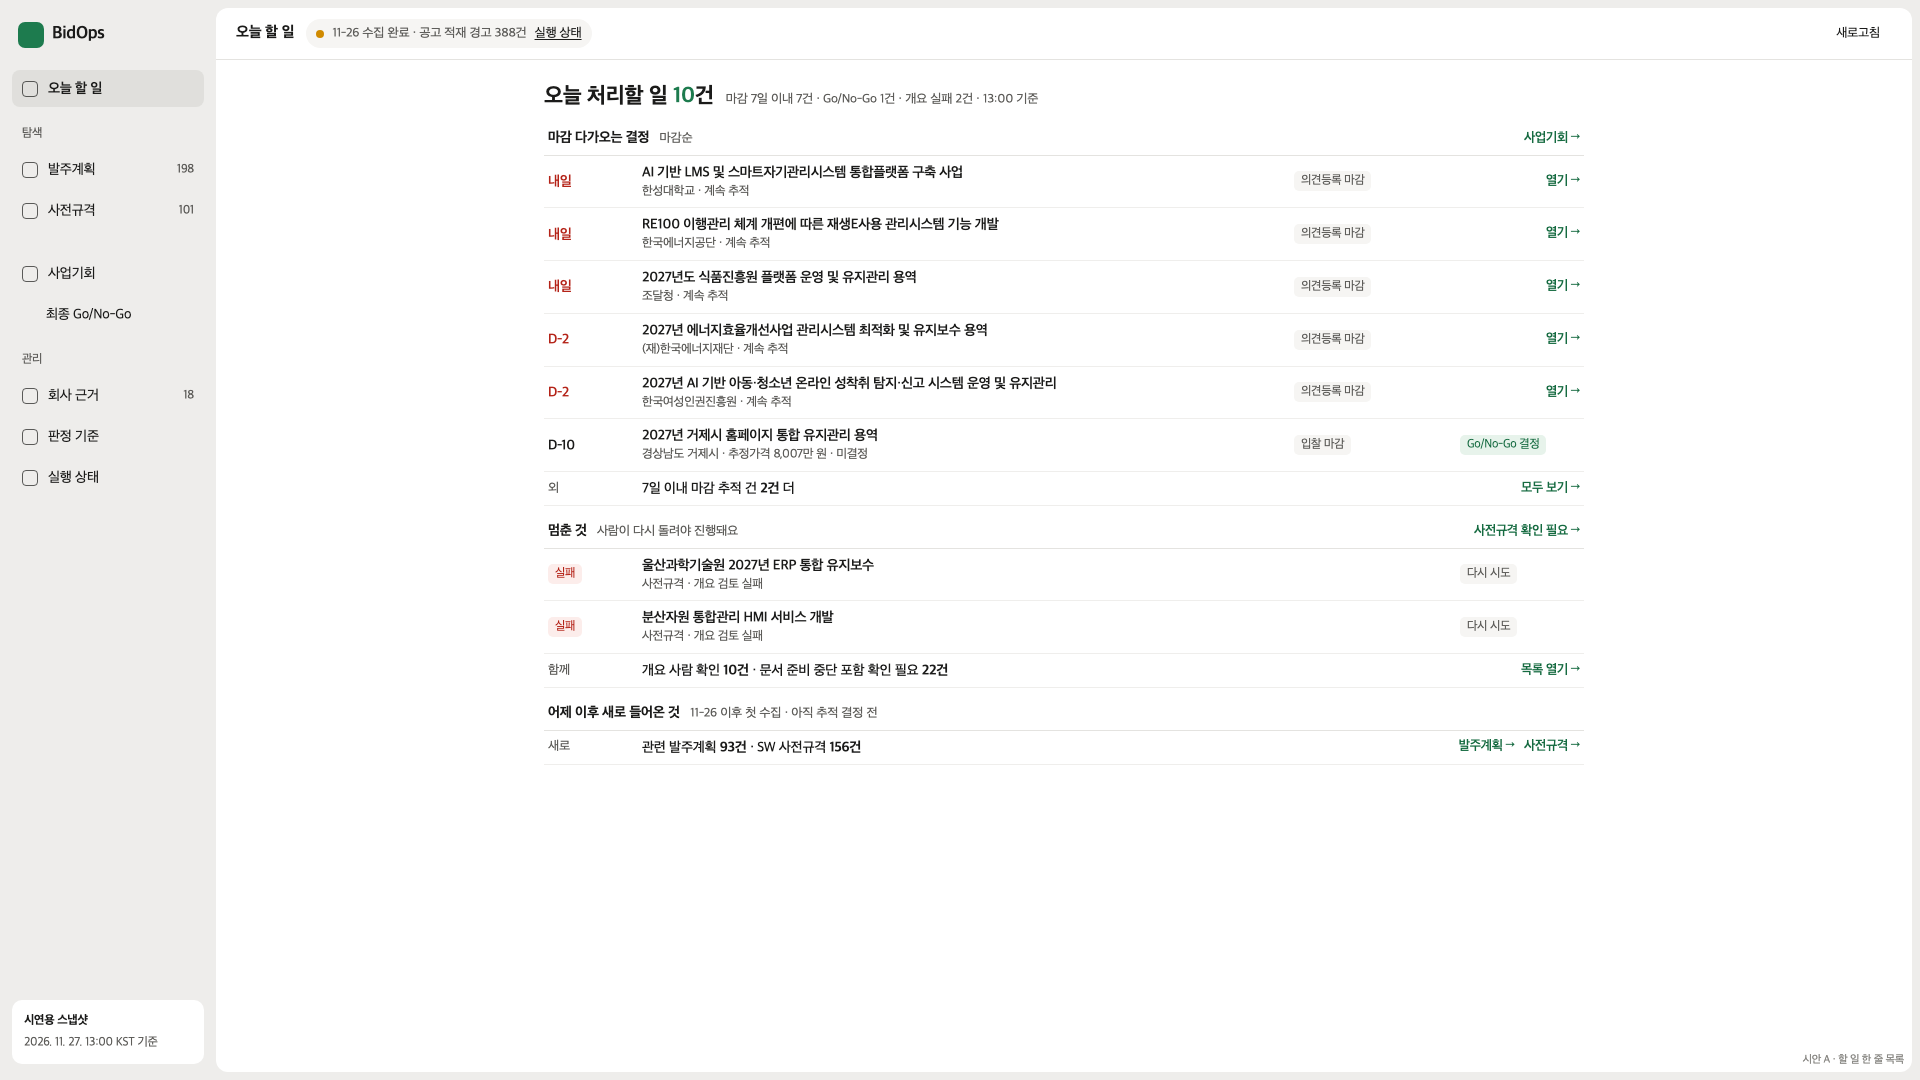 BidOps
오늘 할 일
탐색
발주계획 198
사전규격 101
사업기회
최종 Go/No-Go
관리
회사 근거 18
판정 기준
실행 상태
시연용 스냅샷
2026. 11. 27. 13:00 KST 기준
오늘 할 일 11-26 수집 완료 · 공고 적재 경고 388건 실행 상태 새로고침
오늘 처리할 일 10건 마감 7일 이내 7건 · Go/No-Go 1건 · 개요 실패 2건 · 13:00 기준
마감 다가오는 결정 마감순 사업기회→
내일 AI 기반 LMS 및 스마트자기관리시스템 통합플랫폼 구축 사업 의견등록 마감 열기→
한성대학교 · 계속 추적
내일 RE100 이행관리 체계 개편에 따른 재생E사용 관리시스템 기능 개발 의견등록 마감 열기→
한국에너지공단 · 계속 추적
내일 2027년도 식품진흥원 플랫폼 운영 및 유지관리 용역 의견등록 마감 열기→
조달청 · 계속 추적
D-2 2027년 에너지효율개선사업 관리시스템 최적화 및 유지보수 용역 의견등록 마감 열기→
(재)한국에너지재단 · 계속 추적
D-2 2027년 AI 기반 아동·청소년 온라인 성착취 탐지·신고 시스템 운영 및 유지관리 의견등록 마감 열기→
한국여성인권진흥원 · 계속 추적
D-10 2027년 거제시 홈페이지 통합 유지관리 용역 입찰 마감 Go/No-Go 결정
경상남도 거제시 · 추정가격 8,007만 원 · 미결정
외 7일 이내 마감 추적 건 2건 더 모두 보기→
멈춘 것 사람이 다시 돌려야 진행돼요 사전규격 확인 필요→
실패 울산과학기술원 2027년 ERP 통합 유지보수 다시 시도
사전규격 · 개요 검토 실패
실패 분산자원 통합관리 HMI 서비스 개발 다시 시도
사전규격 · 개요 검토 실패
함께 개요 사람 확인 10건 · 문서 준비 중단 포함 확인 필요 22건 목록 열기→
어제 이후 새로 들어온 것 11-26 이후 첫 수집 · 아직 추적 결정 전
새로 관련 발주계획 93건 · SW 사전규격 156건 발주계획→ 사전규격→
시안 A · 할 일 한 줄 목록